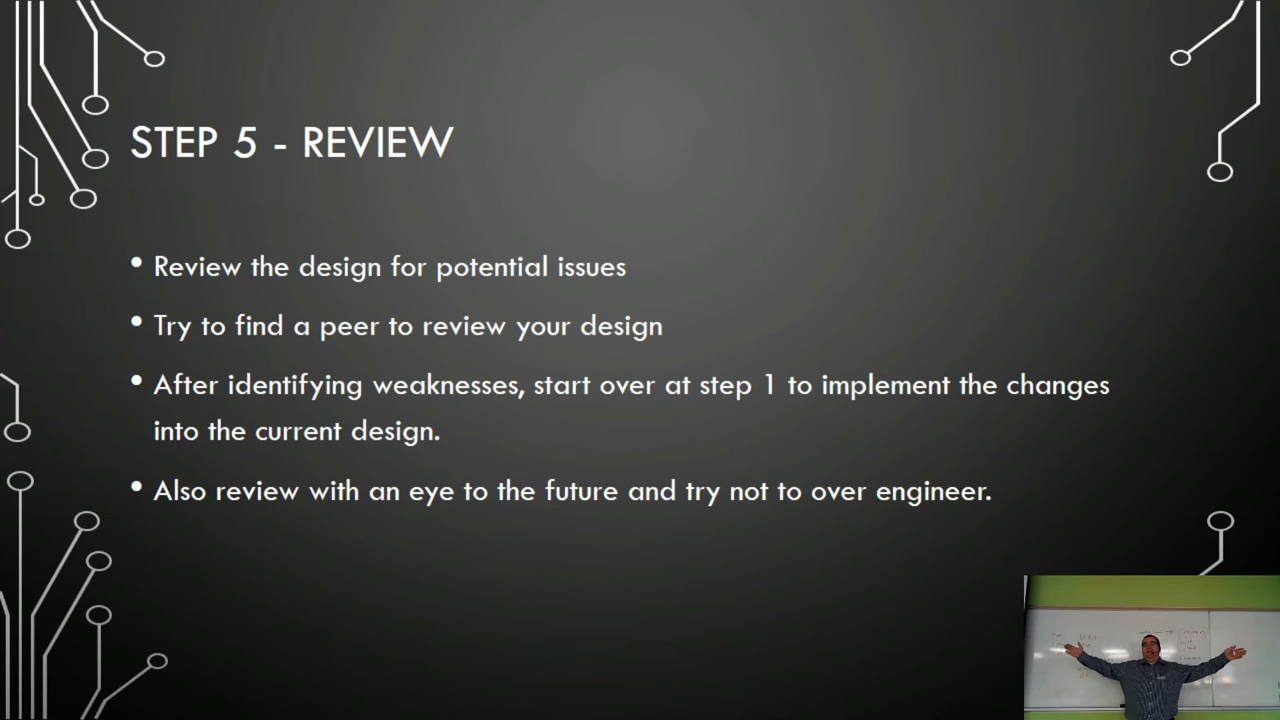 STEP 5 - REVIEW
• Review the design for potential issues
• Try to find a peer to review your design
• After identifying weaknesses, start over at step 1 to implement the changes
into the current design.
• Also review with an eye to the future and try not to over engineer.